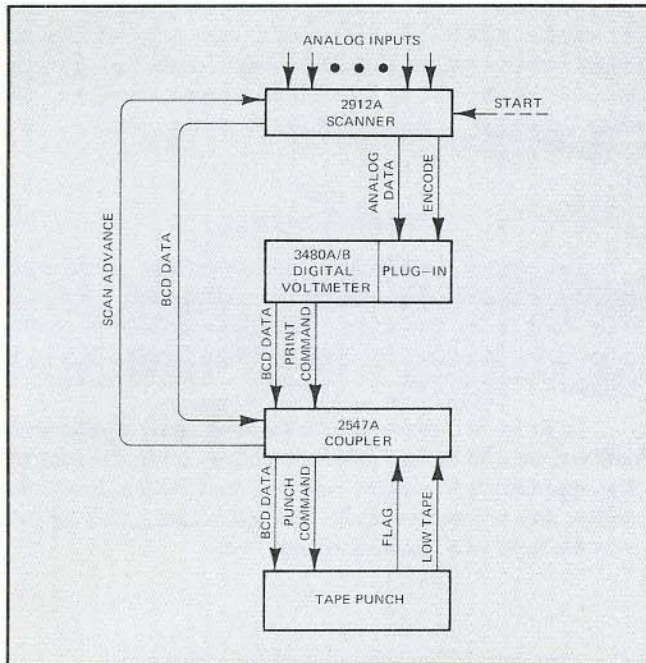 ANALOG INPUTS
2912A
SCANNER
START
ANALOG
DATA
ENCODE
SCAN ADVANCE
BCD DATA
3480A/B
DIGITAL
VOLTMETER
PLUG-IN
BCD DATA
PRINT
COMMAND
2547A
COUPLER
BCD DATA
PUNCH
COMMAND
FLAG
LOW TAPE
TAPE PUNCH